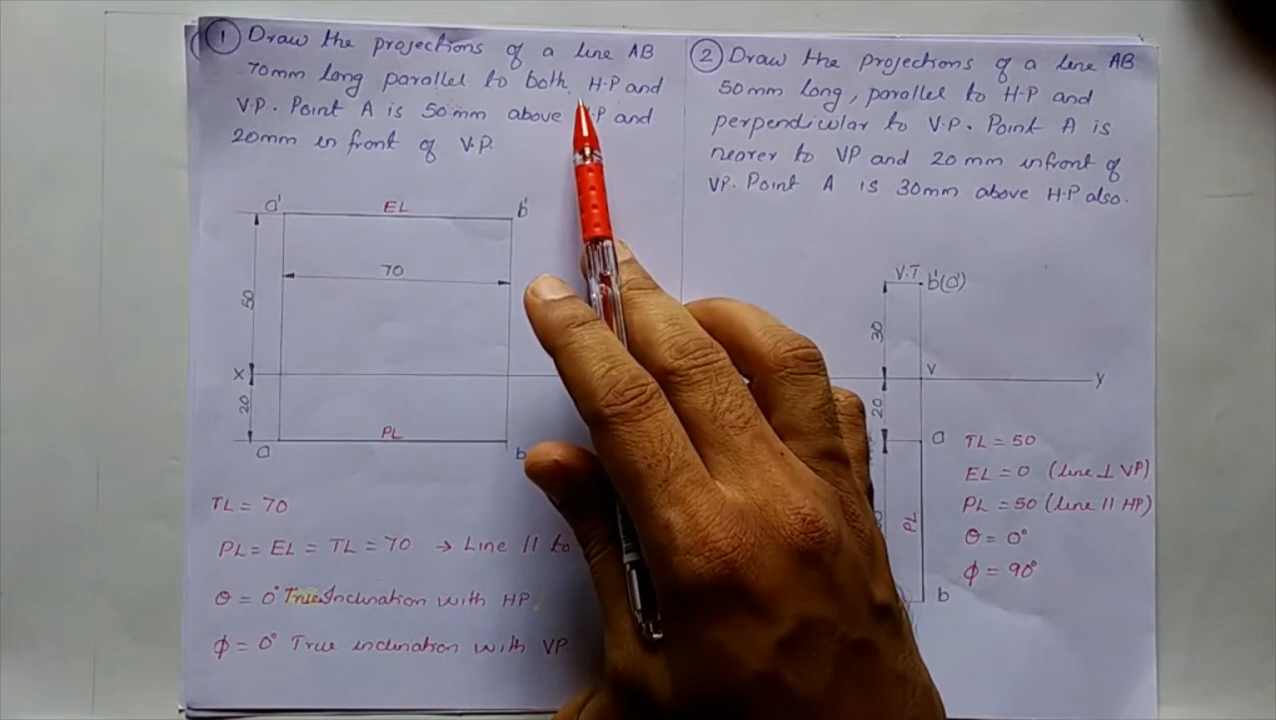 1 Draw the projections of a line AB
70mm long parallel to both H.P and
V.P. Point A is 50mm above .P and
20mm in front of V.P.
a' EL b'
70
50
X
20
PL
a b
TL = 70
PL = EL = TL = 70 → Line 11 to
θ = 0° True Inclination with HP
ϕ = 0° True inclination with VP
2 Draw the projections of a line AB
50mm long, parallel to H.P and
perpendicular to V.P. Point A is
nearer to VP and 20mm infront of
VP. Point A is 30mm above H.P also.
V.T. b'(a')
30
V
y
20
a
TL = 50
EL = 0 (line ⊥ VP)
PL = 50 (line 11 HP)
PL
θ = 0°
ϕ = 90°
b